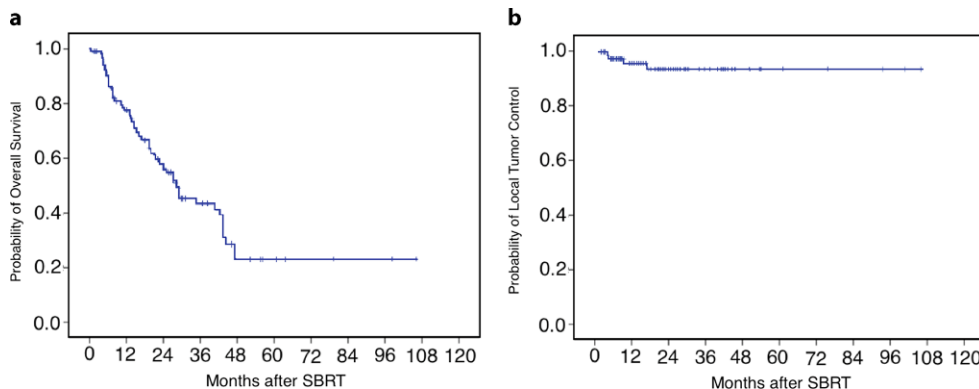 a
Probability of Overall Survival
1.0
0.8
0.6
0.4
0.2
0.0
0 12 24 36 48 60 72 84 96 108 120
Months after SBRT
b
Probability of Local Tumor Control
1.0
0.8
0.6
0.4
0.2
0.0
0 12 24 36 48 60 72 84 96 108 120
Months after SBRT